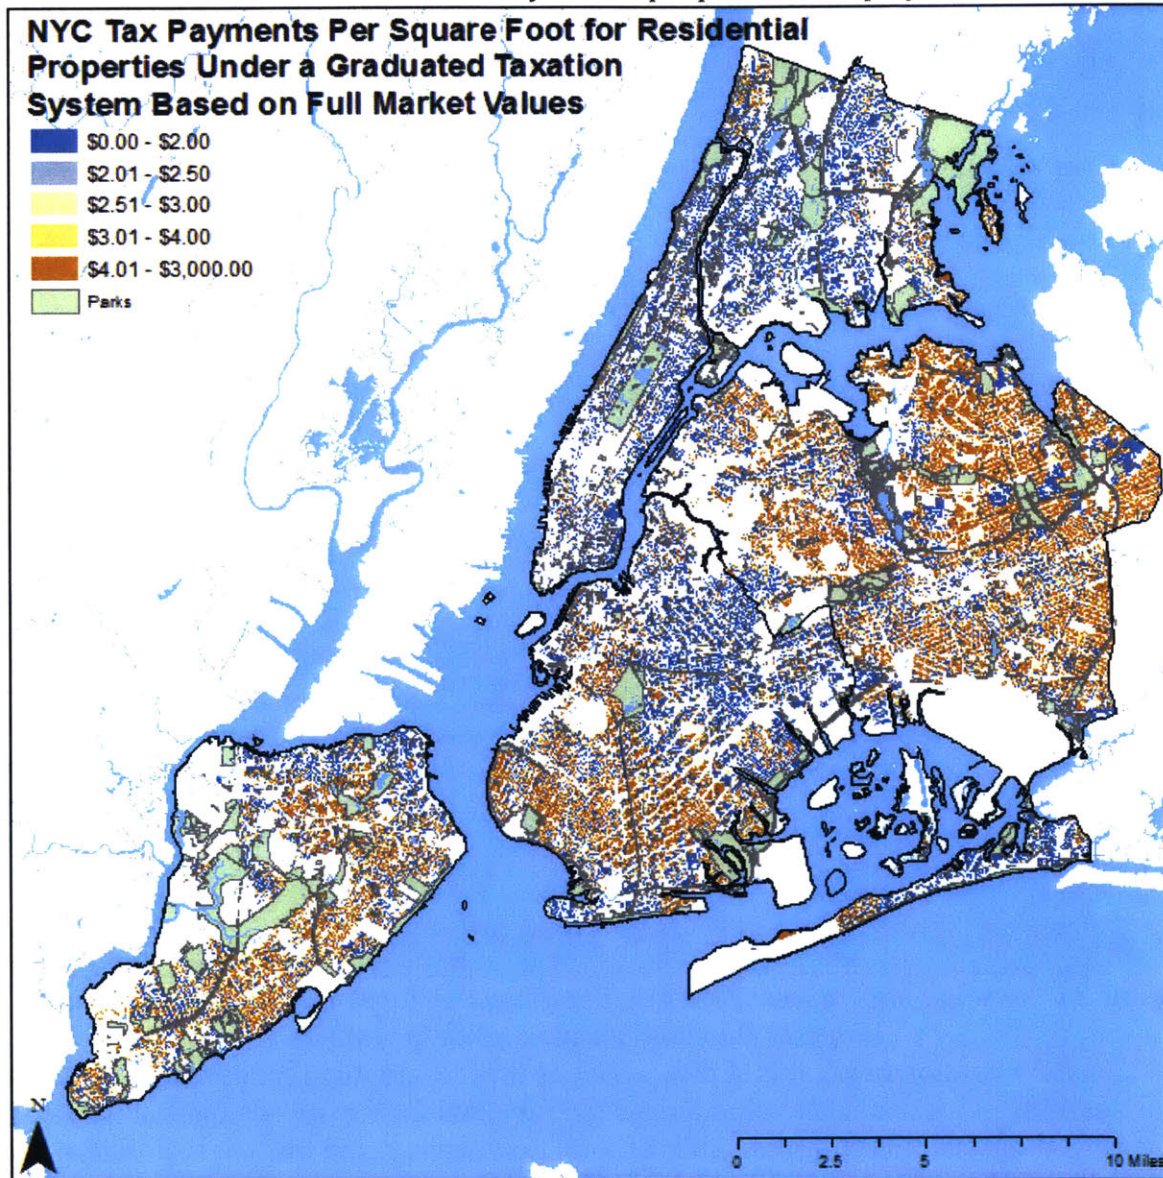 NYC Tax Payments Per Square Foot for Residential
Properties Under a Graduated Taxation
System Based on Full Market Values
$0.00 - $2.00
$2.01 - $2.50
$2.51 - $3.00
$3.01 - $4.00
$4.01 - $3,000.00
Parks
N
0 2.5 5 10 Miles